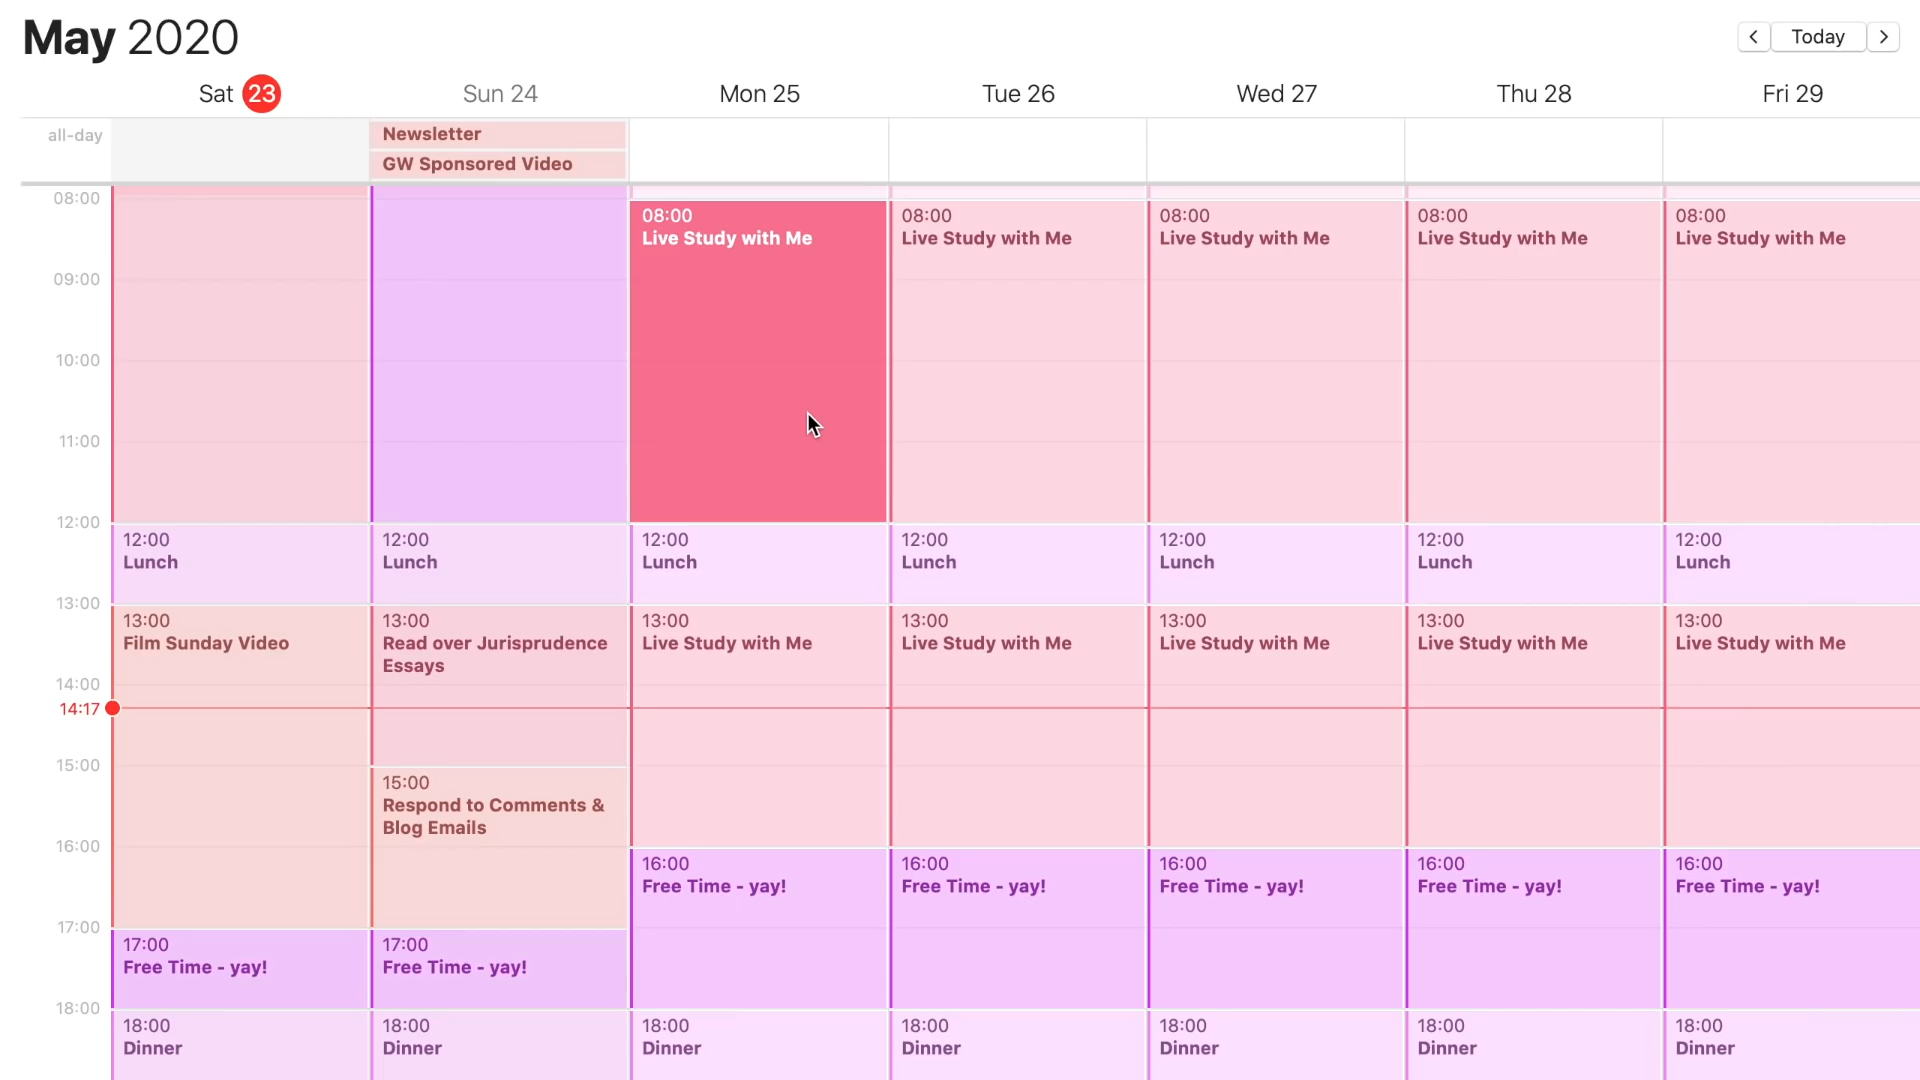 May 2020
Today
Sat 23
Sun 24
Mon 25
Tue 26
Wed 27
Thu 28
Fri 29
all-day
Newsletter
GW Sponsored Video
08:00
09:00
10:00
11:00
12:00
13:00
14:00
14:17
15:00
16:00
17:00
18:00
12:00
Lunch
13:00
Film Sunday Video
17:00
Free Time - yay!
18:00
Dinner
12:00
Lunch
13:00
Read over Jurisprudence
Essays
15:00
Respond to Comments &
Blog Emails
17:00
Free Time - yay!
18:00
Dinner
08:00
Live Study with Me
12:00
Lunch
13:00
Live Study with Me
16:00
Free Time - yay!
18:00
Dinner
08:00
Live Study with Me
12:00
Lunch
13:00
Live Study with Me
16:00
Free Time - yay!
18:00
Dinner
08:00
Live Study with Me
12:00
Lunch
13:00
Live Study with Me
16:00
Free Time - yay!
18:00
Dinner
08:00
Live Study with Me
12:00
Lunch
13:00
Live Study with Me
16:00
Free Time - yay!
18:00
Dinner
08:00
Live Study with Me
12:00
Lunch
13:00
Live Study with Me
16:00
Free Time - yay!
18:00
Dinner